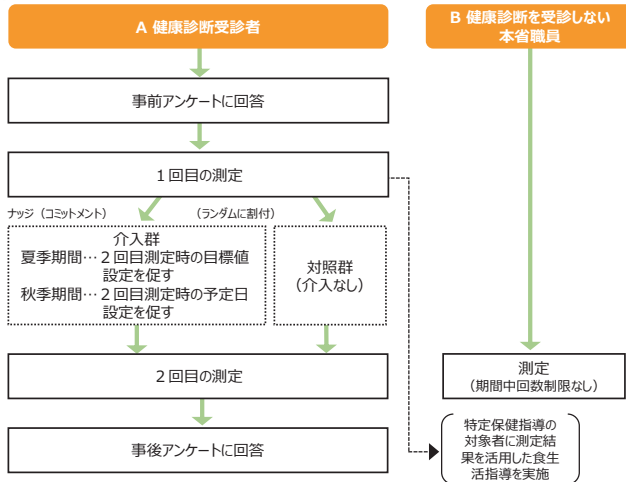 A 健康診断受診者
B 健康診断を受診しない
本省職員
事前アンケートに回答
1回目の測定
ナッジ（コミットメント）
（ランダムに割付）
介入群
夏季期間…２回目測定時の目標値
設定を促す
秋季期間…２回目測定時の予定日
設定を促す
対照群
（介入なし）
２回目の測定
測定
（期間中回数制限なし）
事後アンケートに回答
特定保健指導の
対象者に測定結
果を活用した食生
活指導を実施